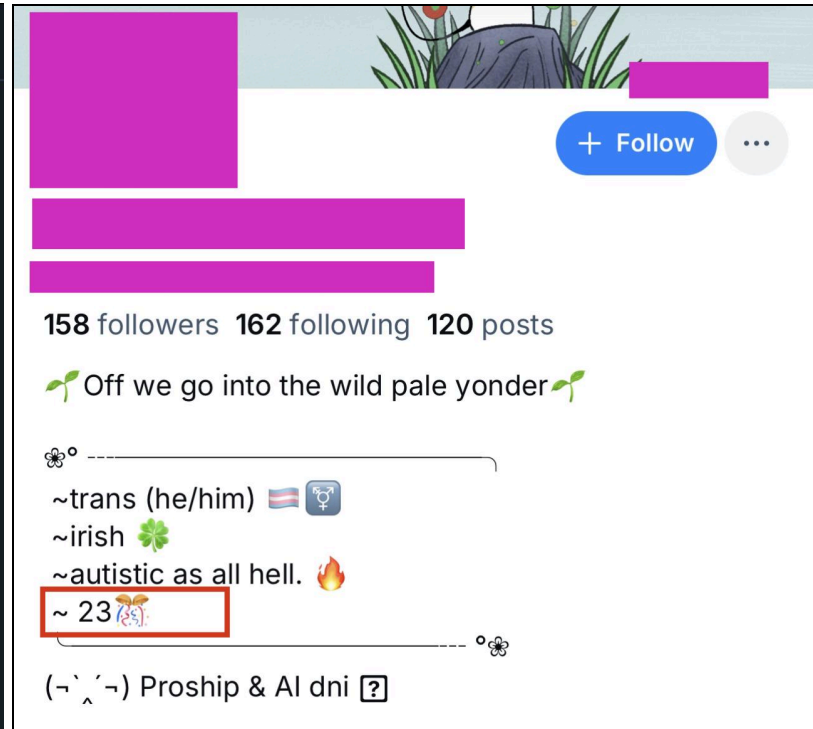 + Follow
158 followers 162 following 120 posts
🌱Off we go into the wild pale yonder🌱
~trans (he/him) 🏳️‍⚧️⚧️
~irish 🍀
~autistic as all hell. 🔥
~ 23🎊
(¬`‸´¬) Proship & AI dni ⍰